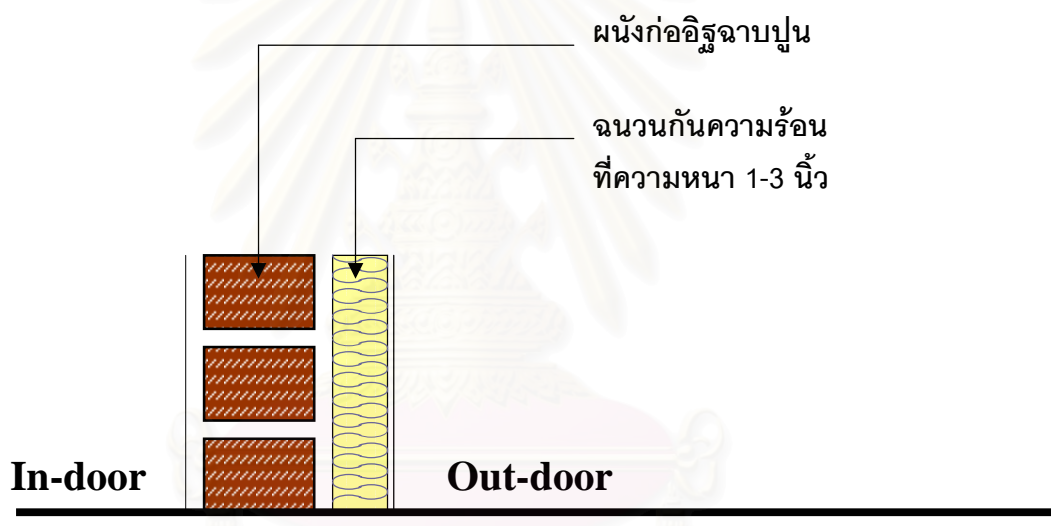 ผนังก่ออิฐฉาบปูน
ฉนวนกันความร้อน
ที่ความหนา 1-3 นิ้ว
In-door
Out-door